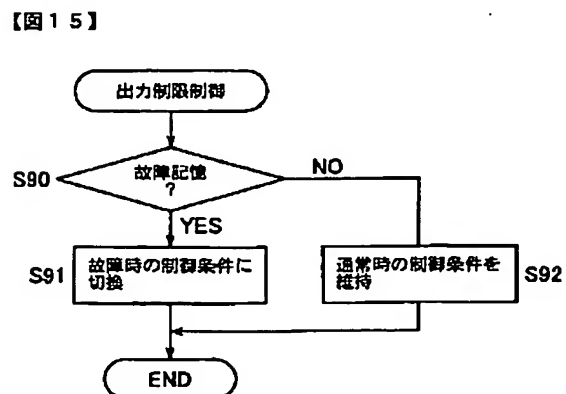 【図15】
出力制限制御
S90
故障記憶
?
NO
YES
S91
故障時の制御条件に
切換
通常時の制御条件を
維持
S92
END